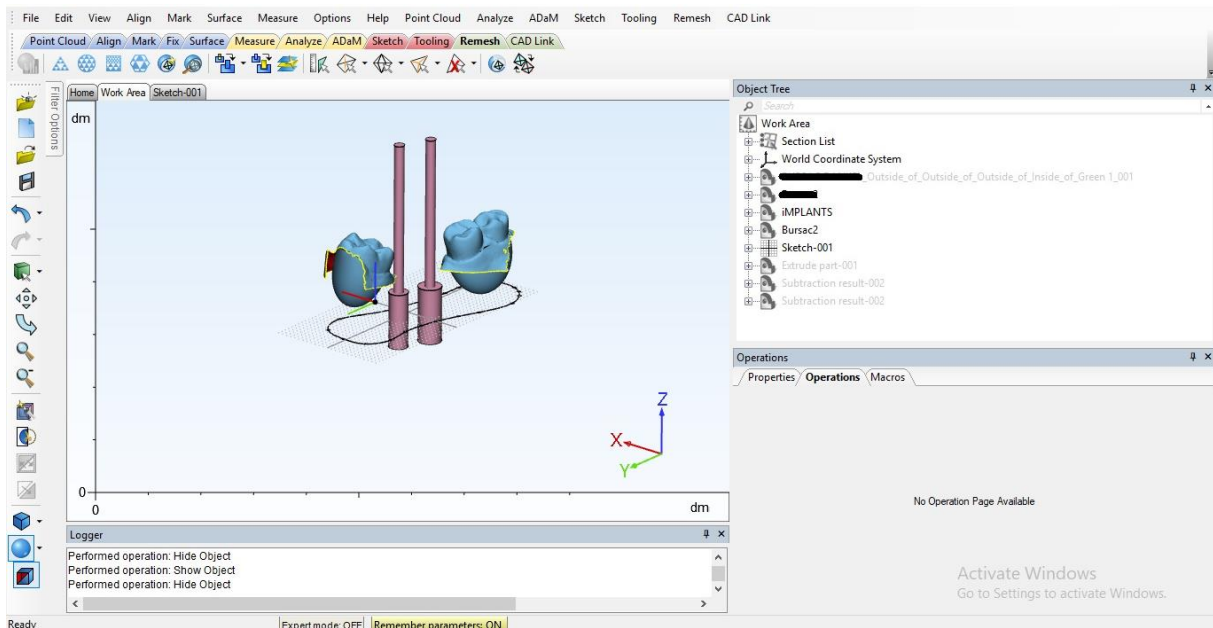 File Edit View Align Mark Surface Measure Options Help Point Cloud Analyze ADaM Sketch Tooling Remesh CAD Link
Point Cloud Align Mark Fix Surface Measure Analyze ADaM Sketch Tooling Remesh CAD Link
Filter Options
Home Work Area Sketch-001
dm
Z
X
Y
0
0
dm
Object Tree
Search
Work Area
Section List
World Coordinate System
_Outside_of_Outside_of_Outside_of_Inside_of_Green 1_001
iMPLANTS
Bursac2
Sketch-001
Extrude part-001
Subtraction result-002
Subtraction result-002
Operations
Properties Operations Macros
No Operation Page Available
Logger
Performed operation: Hide Object
Performed operation: Show Object
Performed operation: Hide Object
Activate Windows
Go to Settings to activate Windows.
Ready
Expert mode: OFF Remember parameters: ON